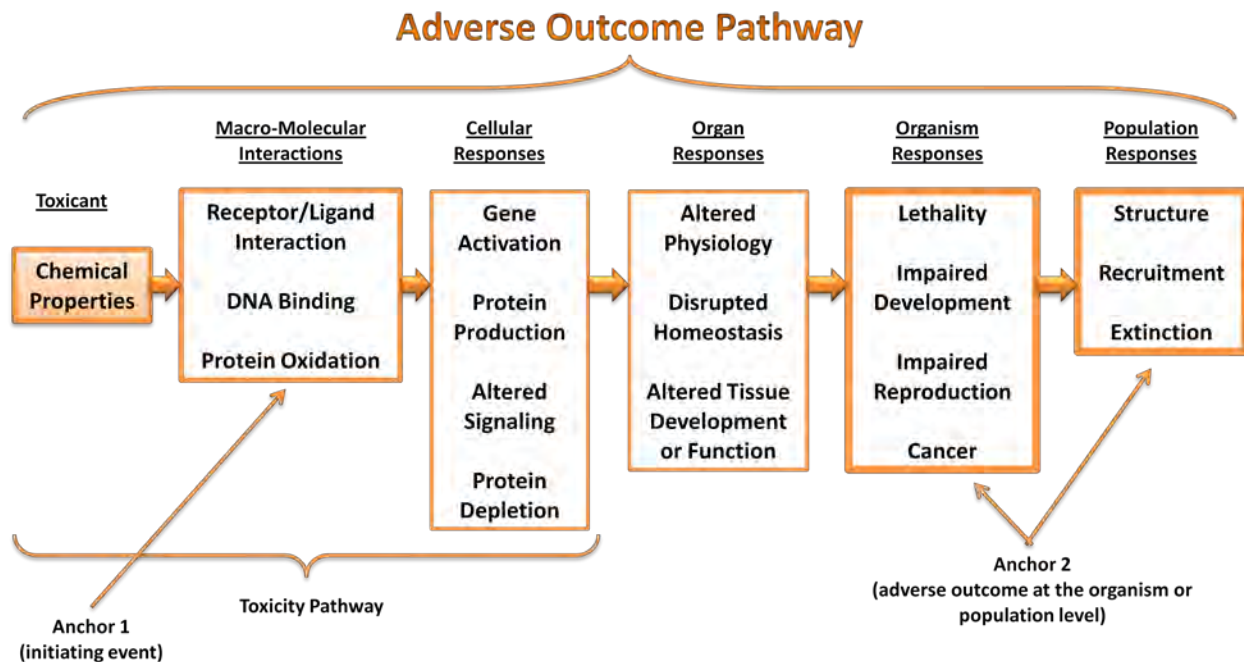 Adverse Outcome Pathway
Toxicant
Chemical
Properties
Macro-Molecular
Interactions
Receptor/Ligand
Interaction
DNA Binding
Protein Oxidation
Cellular
Responses
Gene
Activation
Protein
Production
Altered
Signaling
Protein
Depletion
Organ
Responses
Altered
Physiology
Disrupted
Homeostasis
Altered Tissue
Development
or Function
Organism
Responses
Lethality
Impaired
Development
Impaired
Reproduction
Cancer
Population
Responses
Structure
Recruitment
Extinction
Toxicity Pathway
Anchor 1
(initiating event)
Anchor 2
(adverse outcome at the organism or
population level)